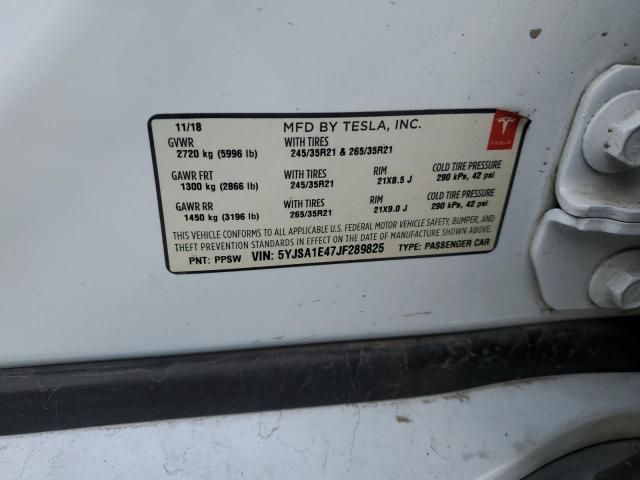 11/18 MFD BY TESLA, INC.
GVWR WITH TIRES
2720 kg (5996 lb) 245/35R21 & 265/35R21
TESLA
GAWR FRT WITH TIRES RIM COLD TIRE PRESSURE
1300 kg (2866 lb) 245/35R21 21X8.5 J 290 kPa, 42 psi
GAWR RR WITH TIRES RIM COLD TIRE PRESSURE
1450 kg (3196 lb) 265/35R21 21X9.0 J 290 kPa, 42 psi
THIS VEHICLE CONFORMS TO ALL APPLICABLE U.S. FEDERAL MOTOR VEHICLE SAFETY, BUMPER, AND
THEFT PREVENTION STANDARDS IN EFFECT ON THE DATE OF MANUFACTURE SHOWN ABOVE.
PNT: PPSW VIN: 5YJSA1E47JF289825 TYPE: PASSENGER CAR